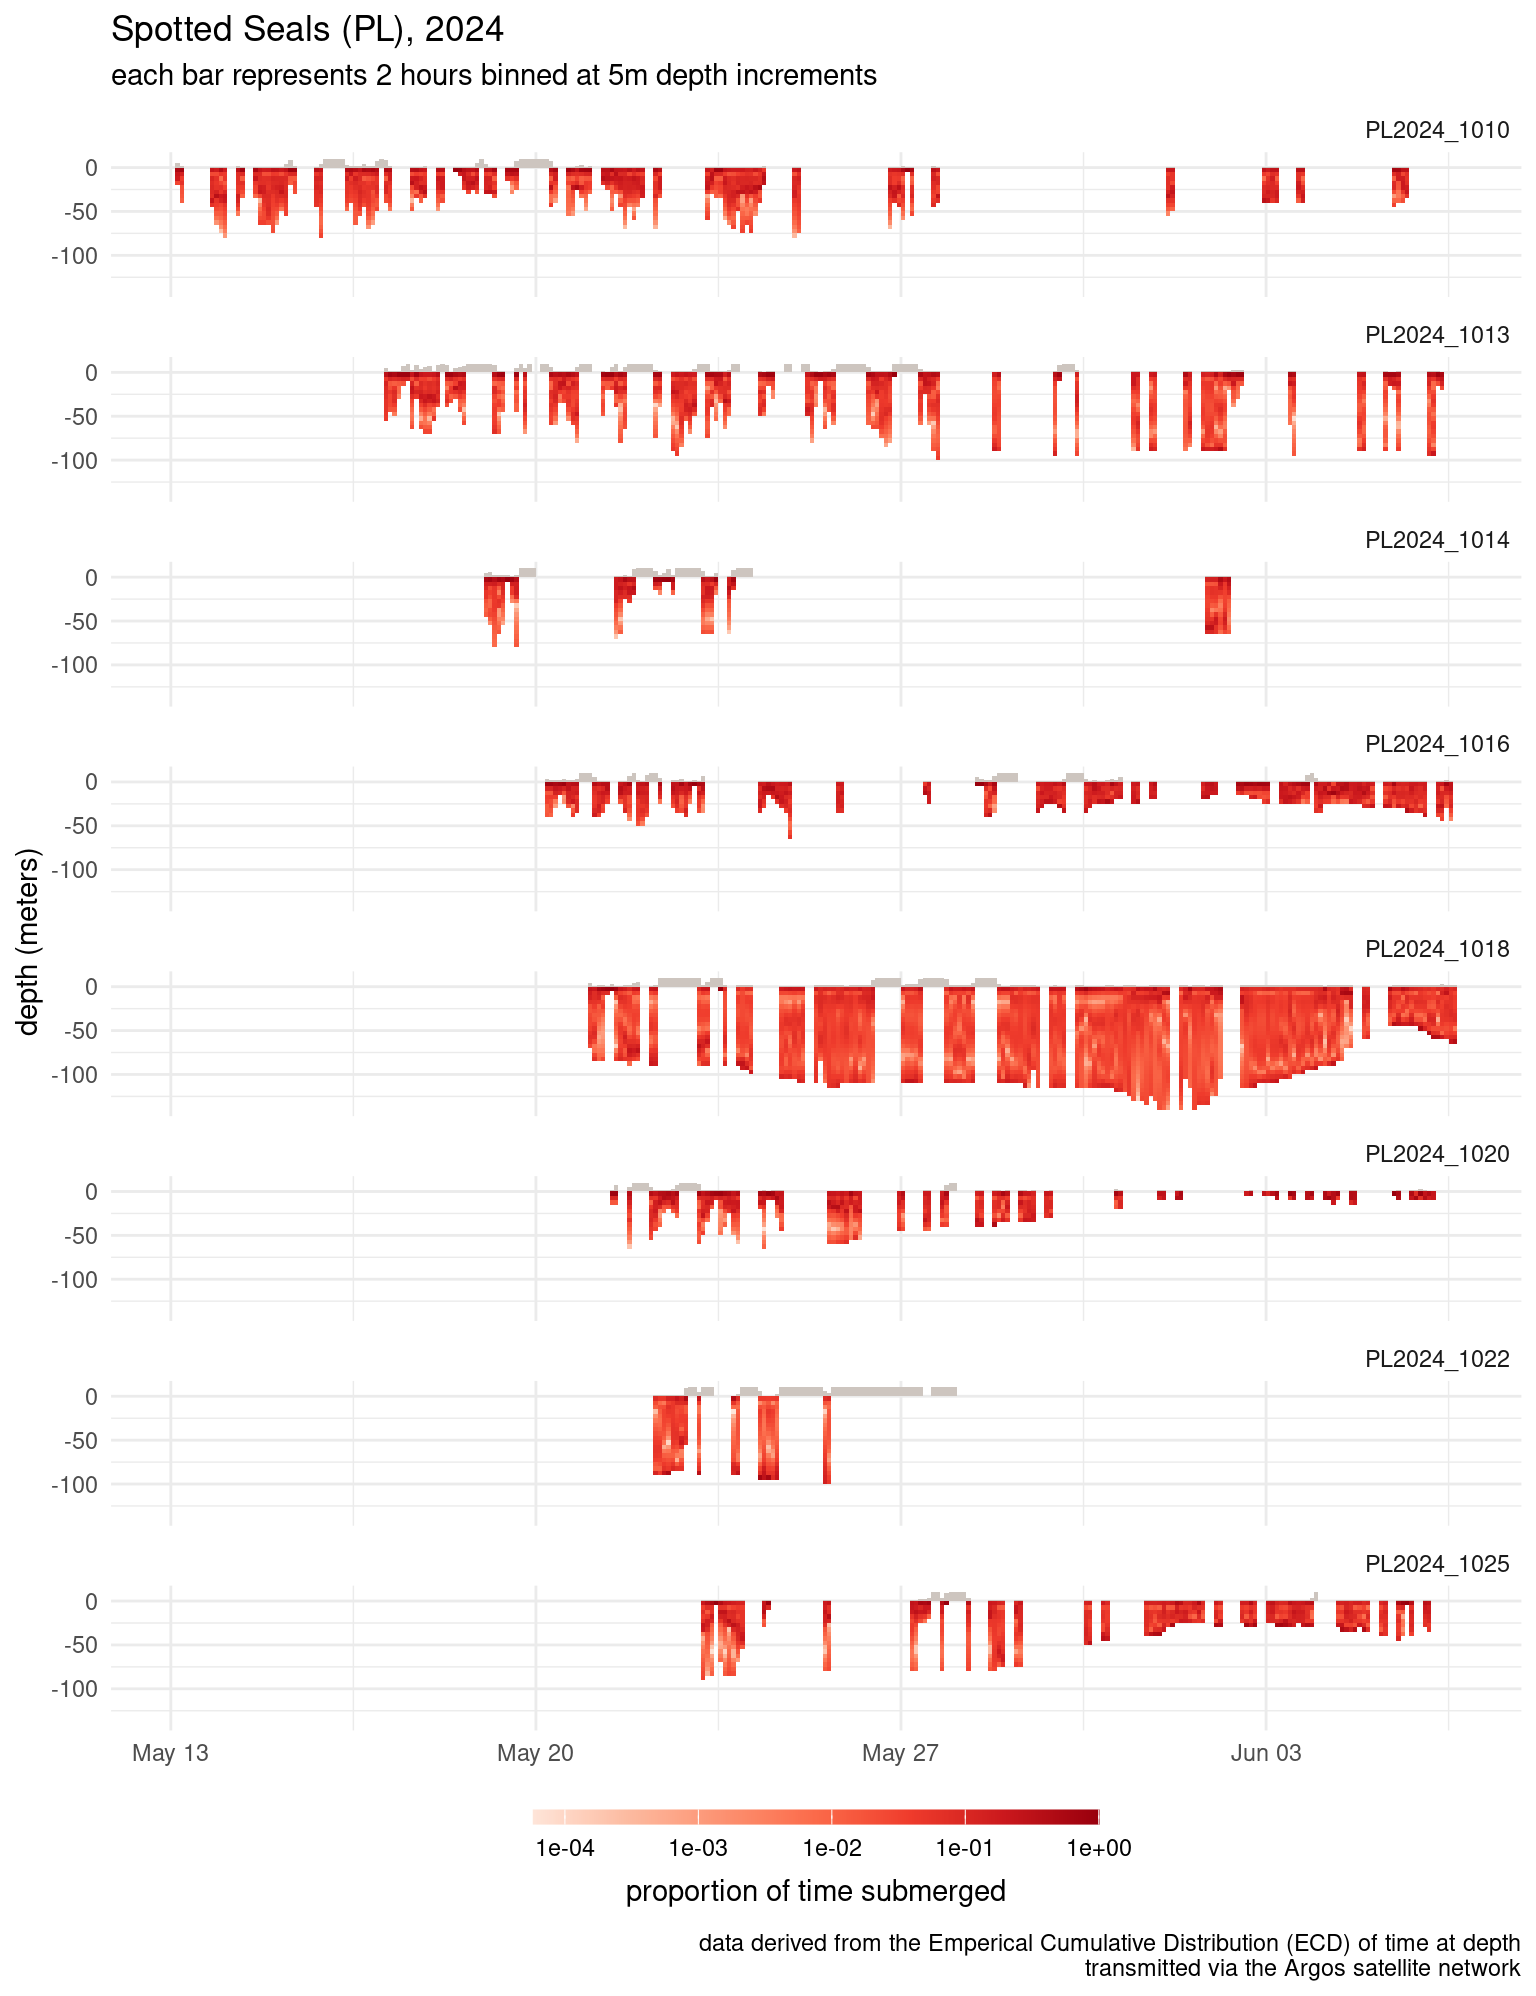 Spotted Seals (PL), 2024
each bar represents 2 hours binned at 5m depth increments
PL2024_1010
0
-50
-100
PL2024_1013
0
-50
-100
PL2024_1014
0
-50
-100
PL2024_1016
0
-50
-100
depth (meters)
PL2024_1018
0
-50
-100
PL2024_1020
0
-50
-100
PL2024_1022
0
-50
-100
PL2024_1025
0
-50
-100
May 13 May 20 May 27 Jun 03
1e-04 1e-03 1e-02 1e-01 1e+00
proportion of time submerged
data derived from the Emperical Cumulative Distribution (ECD) of time at depth
transmitted via the Argos satellite network